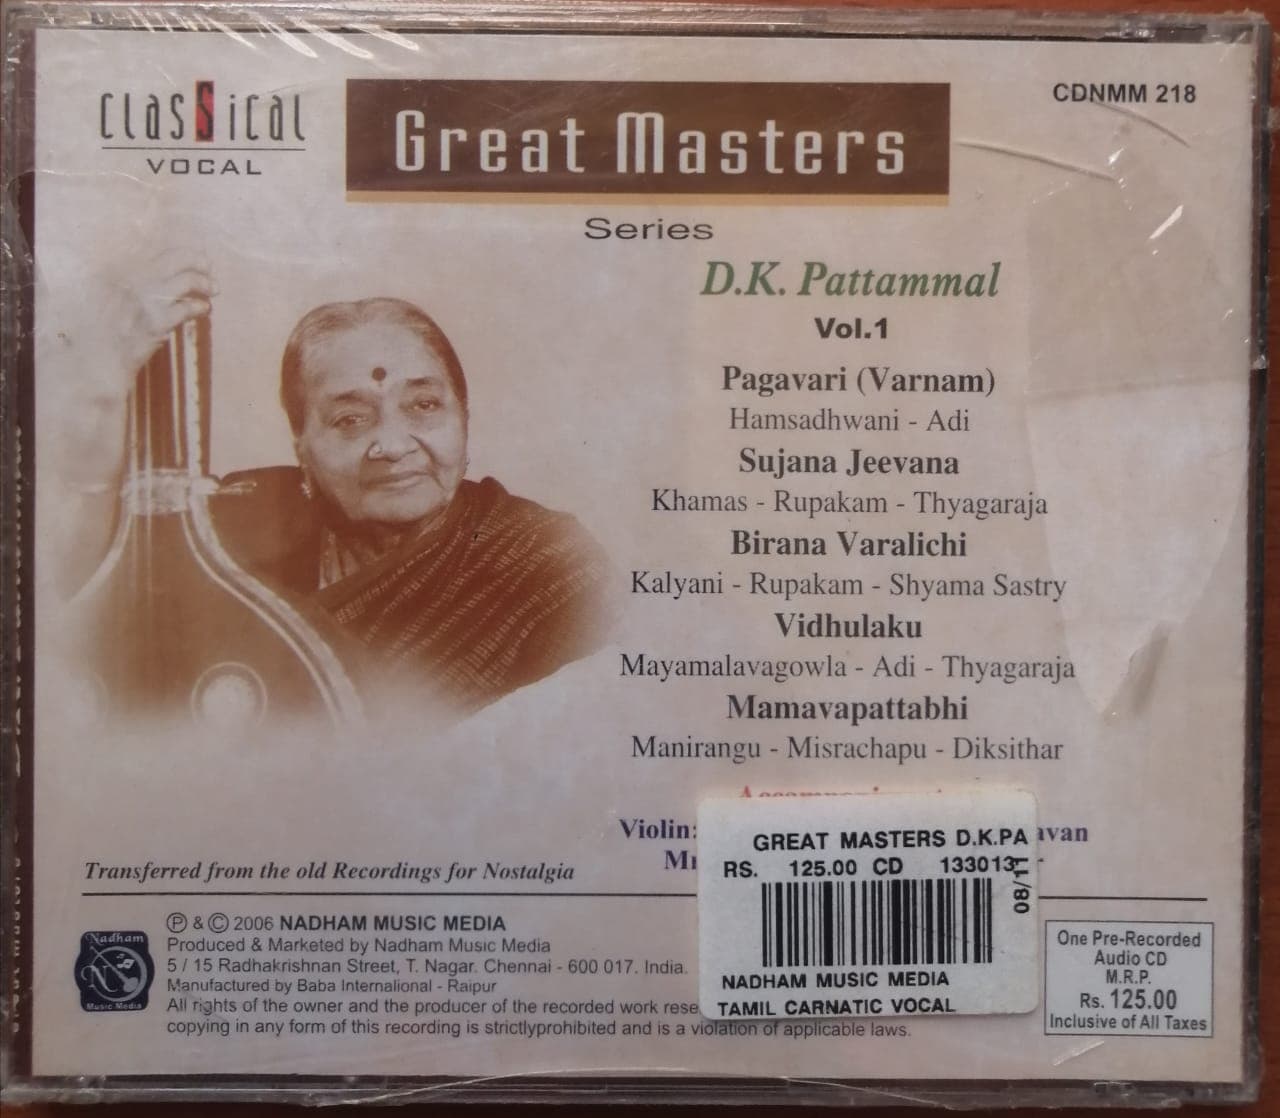 classical
VOCAL
Great Masters
Series
CDNMM 218
D.K. Pattammal
Vol.1
Pagavari (Varnam)
Hamsadhwani - Adi
Sujana Jeevana
Khamas - Rupakam - Thyagaraja
Birana Varalichi
Kalyani - Rupakam - Shyama Sastry
Vidhulaku
Mayamalavagowla - Adi - Thyagaraja
Mamavapattabhi
Manirangu - Misrachapu - Diksithar
Violin:
Transferred from the old Recordings for Nostalgia
GREAT MASTERS D.K.PA
RS. 125.00 CD 133013
08/11
NADHAM MUSIC MEDIA
TAMIL CARNATIC VOCAL
Nadham
N
Music Media
℗ & © 2006 NADHAM MUSIC MEDIA
Produced & Marketed by Nadham Music Media
5 / 15 Radhakrishnan Street, T. Nagar. Chennai - 600 017. India.
Manufactured by Baba International - Raipur
All rights of the owner and the producer of the recorded work rese
copying in any form of this recording is strictlyprohibited and is a violation of applicable laws.
One Pre-Recorded
Audio CD
M.R.P.
Rs. 125.00
Inclusive of All Taxes